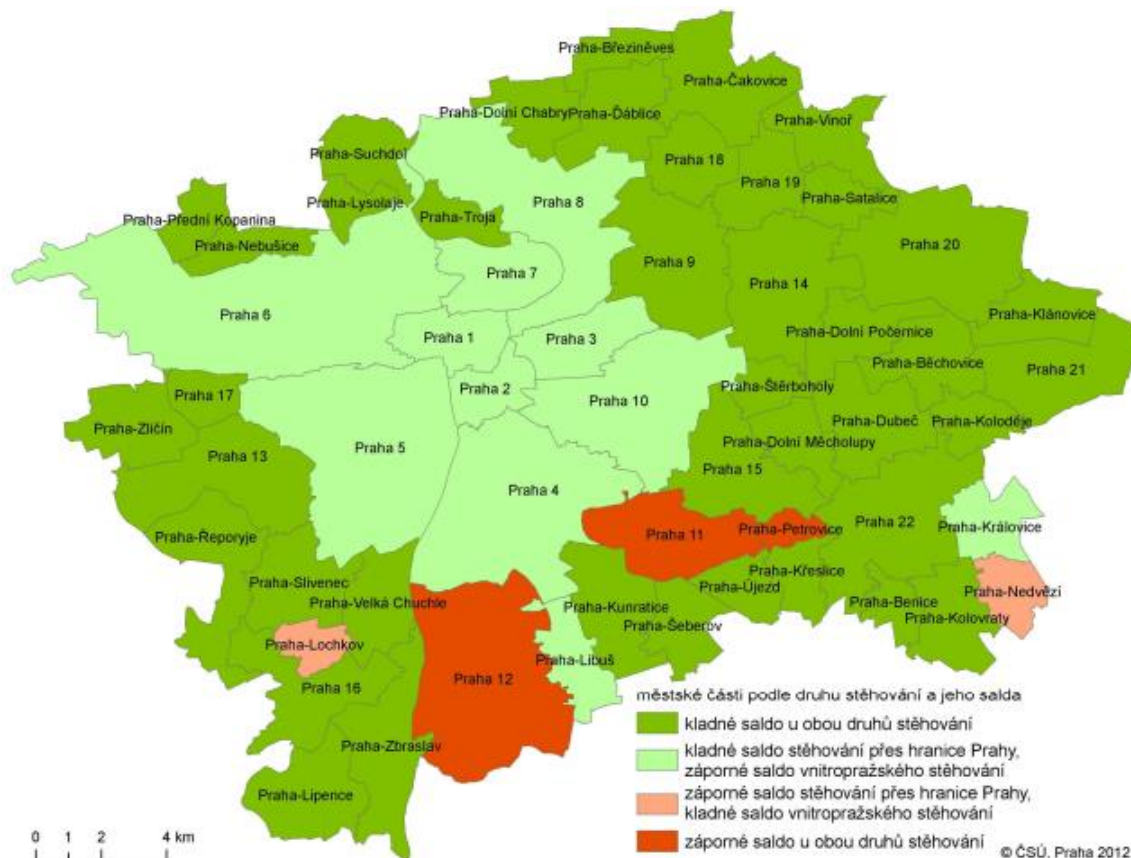 Praha-Březiněves
Praha-Čakovice
Praha-Dolní Chabry
Praha-Ďáblice
Praha-Vinoř
Praha-Suchdol
Praha 18
Praha 19
Praha-Lysolaje
Praha 8
Praha-Satalice
Praha-Troja
Praha-Přední Kopanina
Praha-Nebušice
Praha 20
Praha 9
Praha 7
Praha 14
Praha 6
Praha-Klánovice
Praha 1
Praha 3
Praha-Dolní Počernice
Praha-Běchovice
Praha 21
Praha 2
Praha-Štěrboholy
Praha 17
Praha 10
Praha-Dubeč
Praha-Koloděje
Praha-Zličín
Praha 5
Praha-Dolní Měcholupy
Praha 13
Praha 15
Praha 4
Praha 22
Praha-Královice
Praha 11
Praha-Petrovice
Praha-Řeporyje
Praha-Křeslice
Praha-Slivenec
Praha-Újezd
Praha-Nedvězí
Praha-Velká Chuchle
Praha-Kunratice
Praha-Benice
Praha-Kolovraty
Praha-Šeberov
Praha-Lochkov
Praha-Libuš
Praha 12
Praha 16
Praha-Zbraslav
Praha-Lipence
městské části podle druhu stěhování a jeho salda
kladné saldo u obou druhů stěhování
kladné saldo stěhování přes hranice Prahy,
záporné saldo vnitropražského stěhování
záporné saldo stěhování přes hranice Prahy,
kladné saldo vnitropražského stěhování
záporné saldo u obou druhů stěhování
0 1 2 4 km
© ČSÚ, Praha 2012